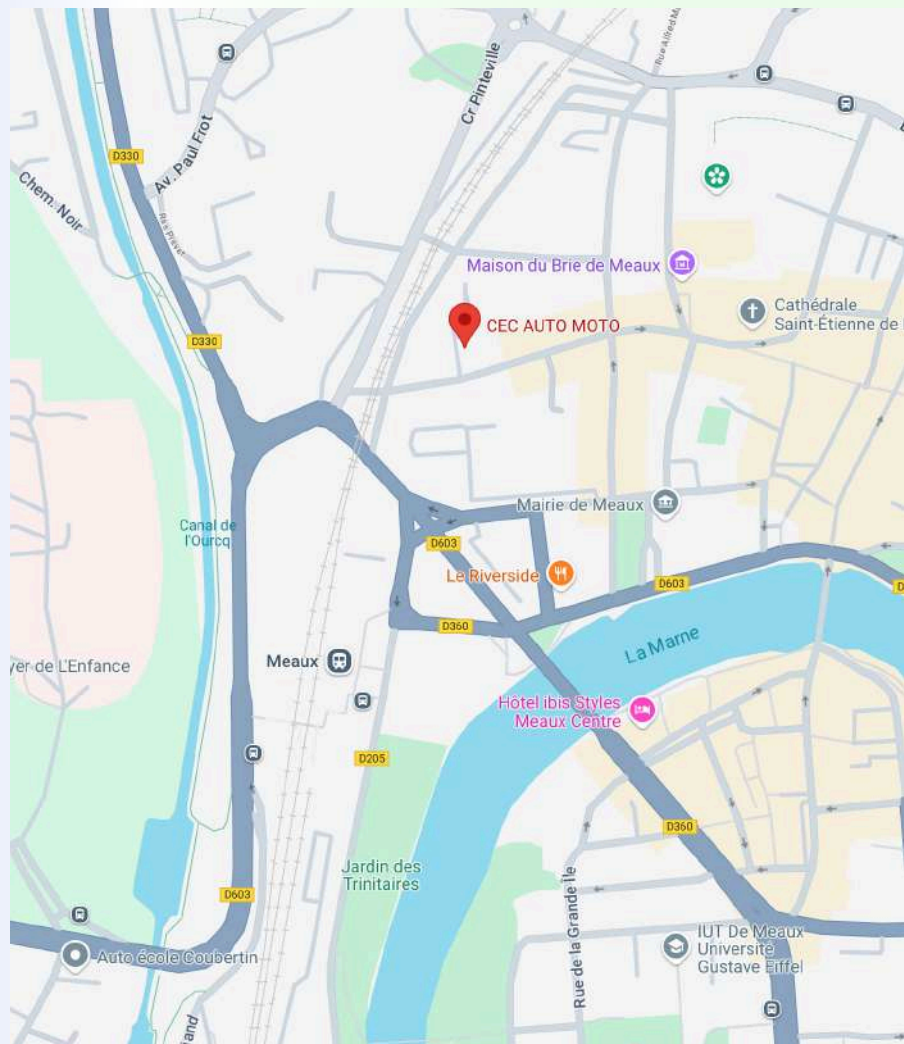 Rue Alfred M
Cr Pinteville
D330
Av. Paul Frot
Chem. Noir
Rés Prévet
Maison du Brie de Meaux
Cathédrale
Saint-Étienne de
CEC AUTO MOTO
D330
Mairie de Meaux
Canal de
l'Ourcq
D603
Le Riverside
D603
D360
La Marne
Meaux
yer de L'Enfance
Hôtel ibis Styles
Meaux Centre
D205
D360
Jardin des
Trinitaires
D603
Rue de la Grande Île
IUT De Meaux
Université
Gustave Eiffel
Auto école Coubertin
and